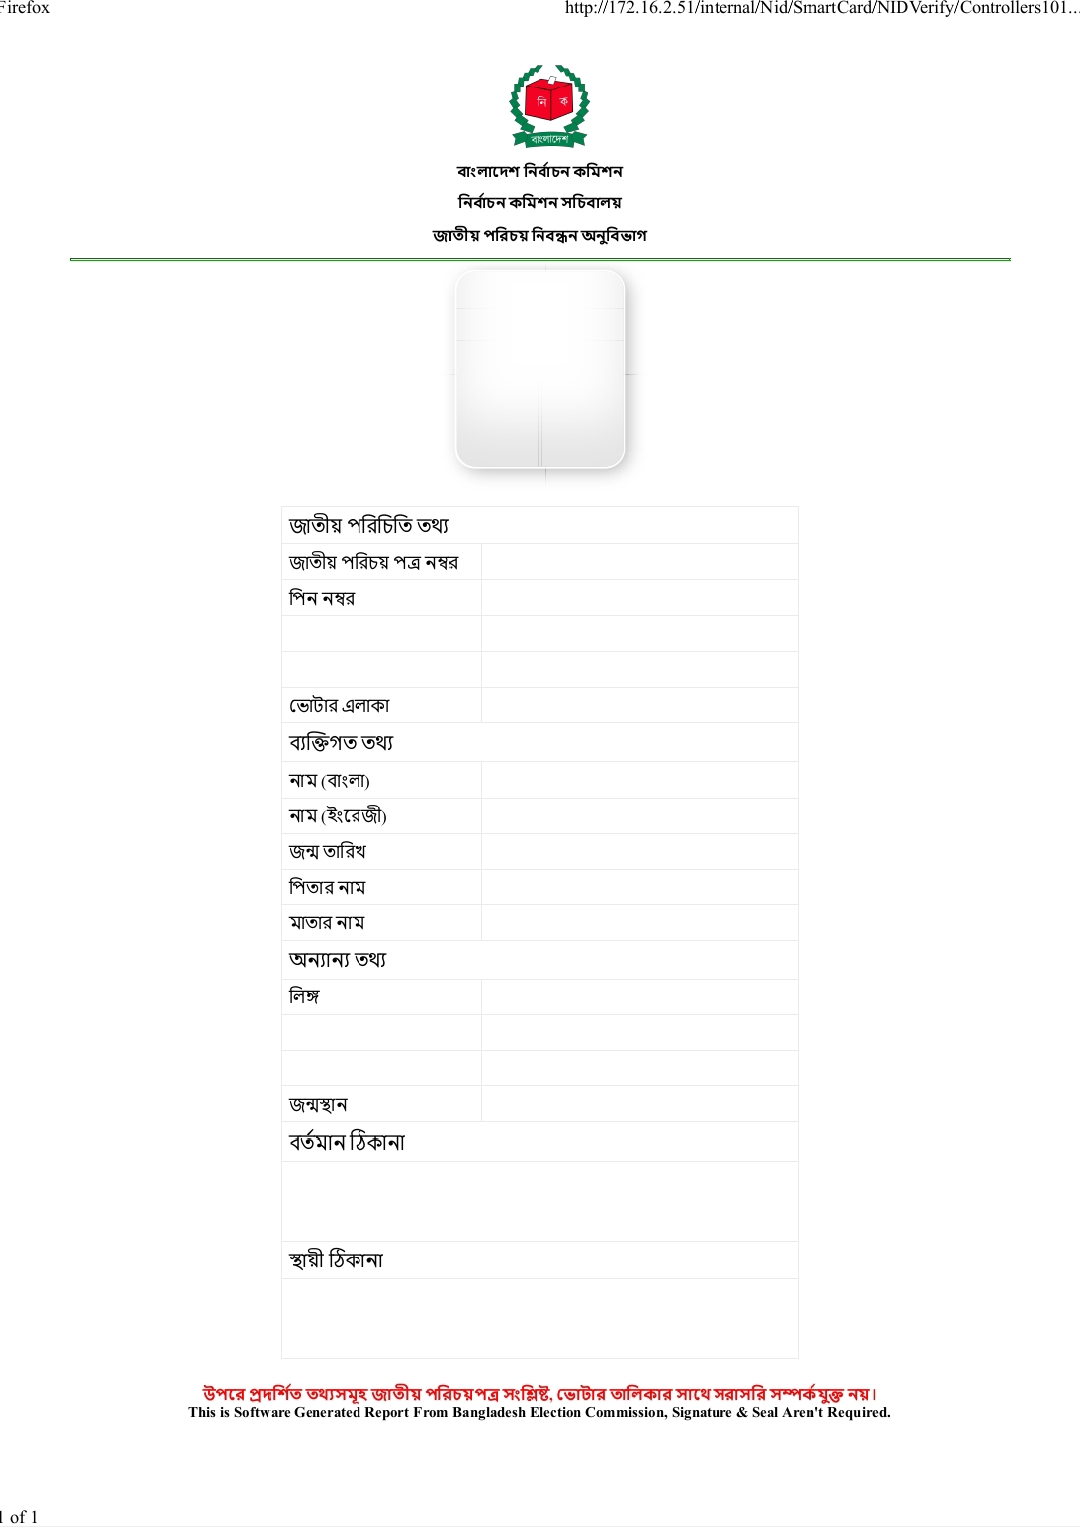 Firefox
http://172.16.2.51/internal/Nid/SmartCard/NIDVerify/Controllers101...
নি ক
বাংলাদেশ
বাংলাদেশ নির্বাচন কমিশন
নির্বাচন কমিশন সচিবালয়
জাতীয় পরিচয় নিবন্ধন অনুবিভাগ
জাতীয় পরিচিতি তথ্য
জাতীয় পরিচয় পত্র নম্বর
পিন নম্বর
ভোটার এলাকা
ব্যক্তিগত তথ্য
নাম (বাংলা)
নাম (ইংরেজী)
জন্ম তারিখ
পিতার নাম
মাতার নাম
অন্যান্য তথ্য
লিঙ্গ
জন্মস্থান
বর্তমান ঠিকানা
স্থায়ী ঠিকানা
উপরে প্রদর্শিত তথ্যসমূহ জাতীয় পরিচয়পত্র সংশ্লিষ্ট, ভোটার তালিকার সাথে সরাসরি সম্পর্কযুক্ত নয়।
This is Software Generated Report From Bangladesh Election Commission, Signature & Seal Aren't Required.
1 of 1